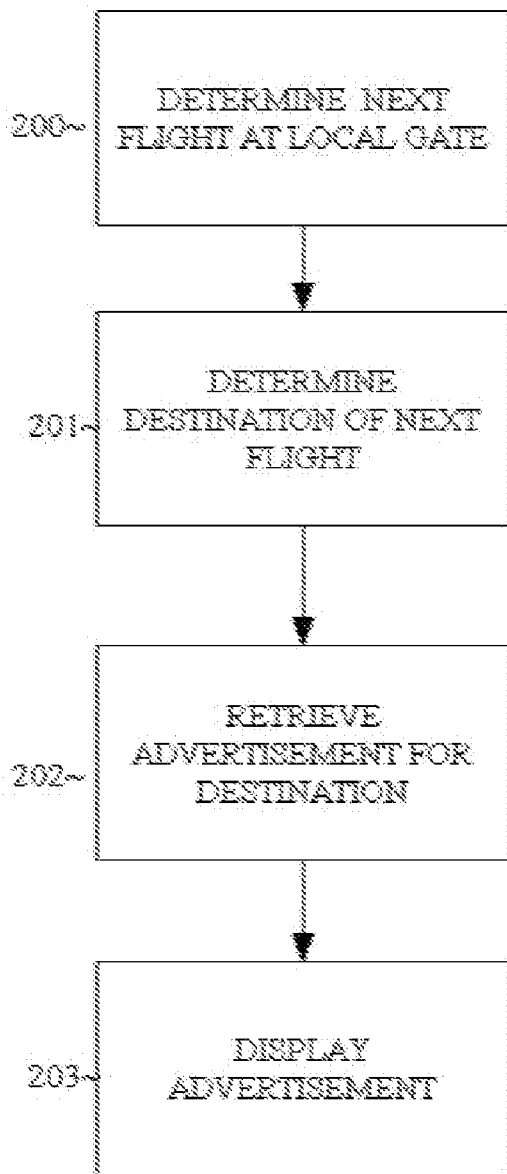 200~
DETERMINE NEXT
FLIGHT AT LOCAL GATE
201~
DETERMINE
DESTINATION OF NEXT
FLIGHT
202~
RETRIEVE
ADVERTISEMENT FOR
DESTINATION
203~
DISPLAY
ADVERTISEMENT